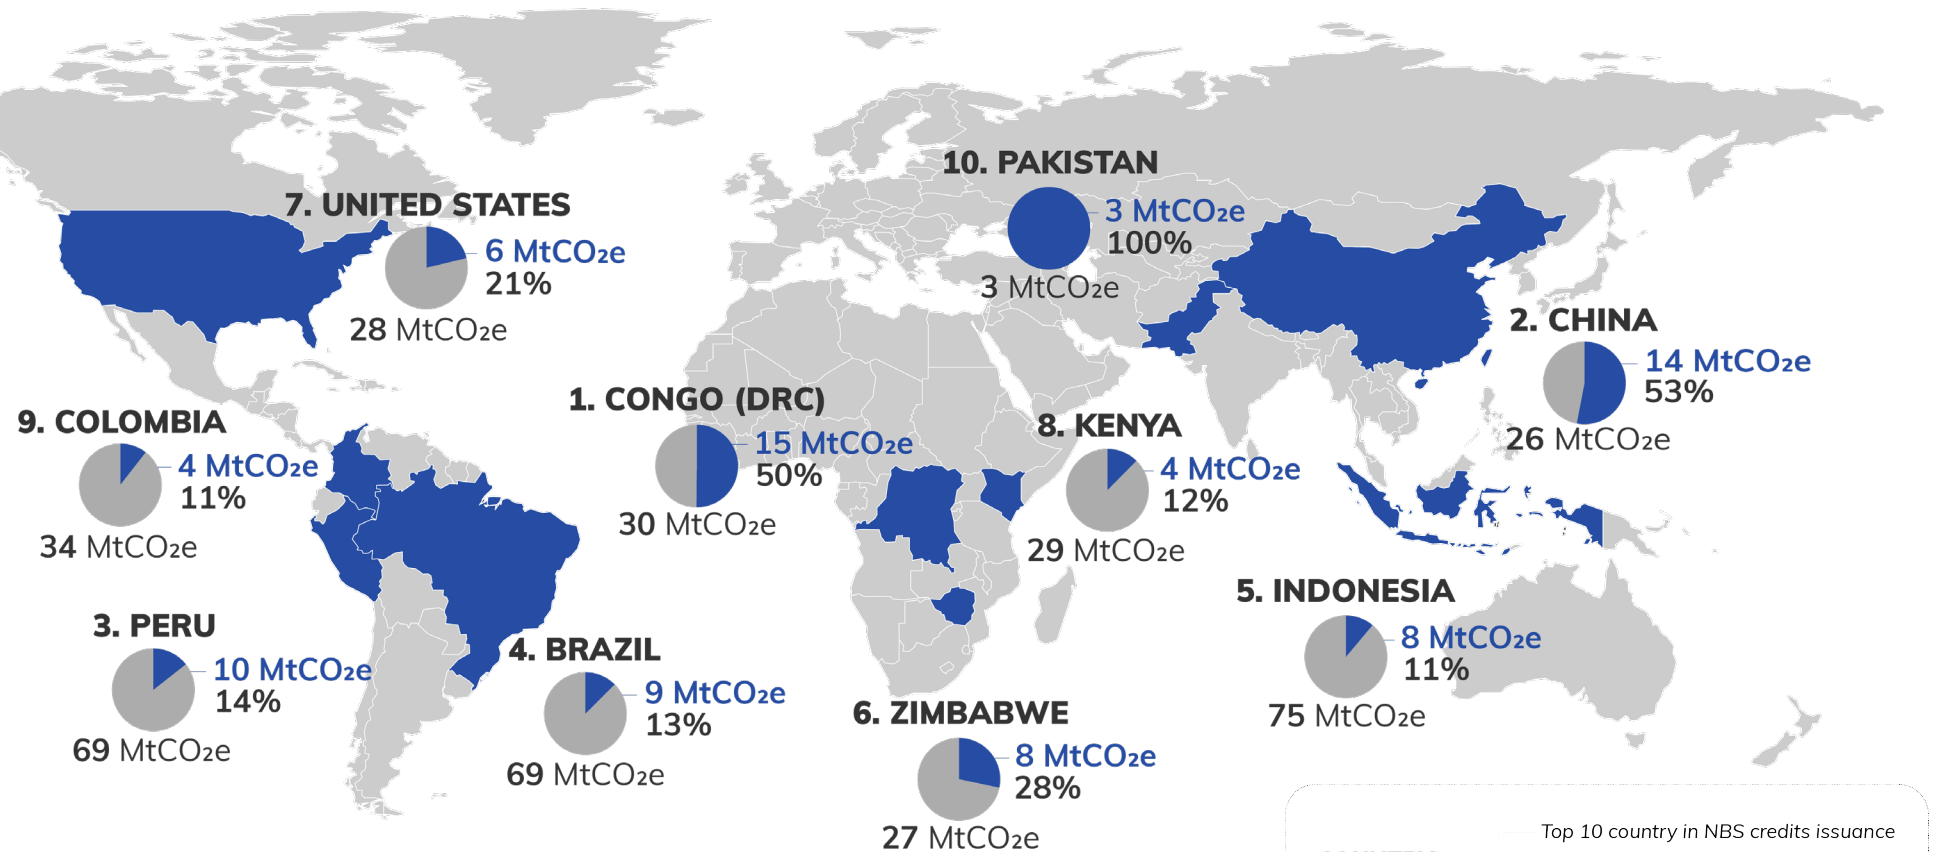 10. PAKISTAN
3 MtCO₂e
100%
3 MtCO₂e
7. UNITED STATES
6 MtCO₂e
21%
28 MtCO₂e
2. CHINA
14 MtCO₂e
53%
26 MtCO₂e
1. CONGO (DRC)
15 MtCO₂e
50%
30 MtCO₂e
9. COLOMBIA
4 MtCO₂e
11%
34 MtCO₂e
8. KENYA
4 MtCO₂e
12%
29 MtCO₂e
5. INDONESIA
8 MtCO₂e
11%
75 MtCO₂e
3. PERU
10 MtCO₂e
14%
69 MtCO₂e
4. BRAZIL
9 MtCO₂e
13%
69 MtCO₂e
6. ZIMBABWE
8 MtCO₂e
28%
27 MtCO₂e
Top 10 country in NBS credits issuance